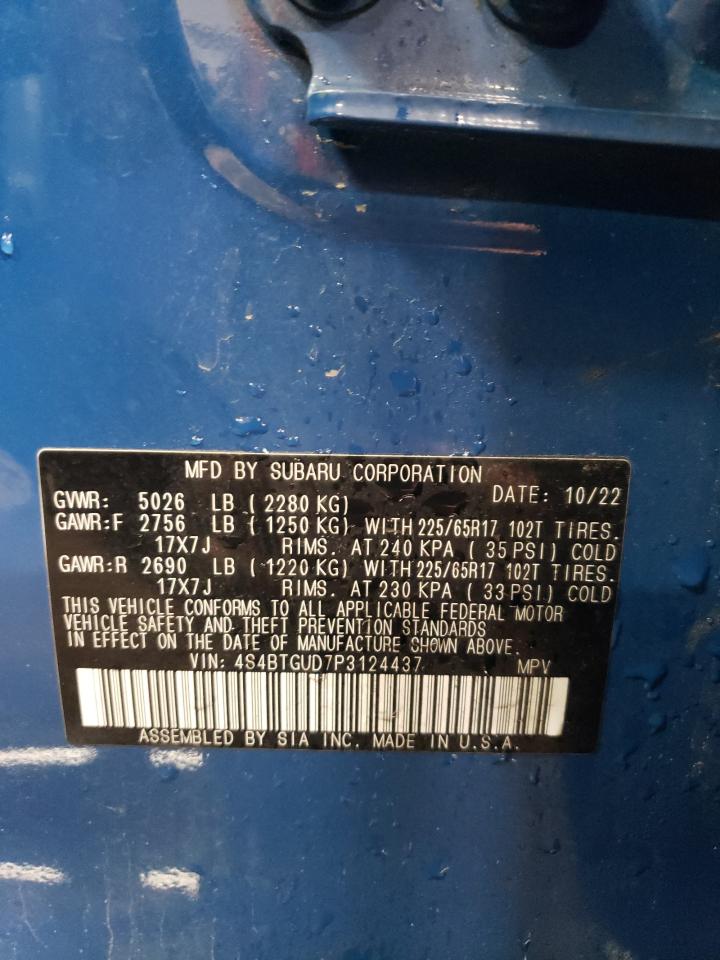 MFD BY SUBARU CORPORATION
GVWR: 5026 LB ( 2280 KG) DATE: 10/22
GAWR:F 2756 LB ( 1250 KG) WITH 225/65R17 102T TIRES.
17X7J RIMS. AT 240 KPA ( 35 PSI) COLD
GAWR:R 2690 LB ( 1220 KG) WITH 225/65R17 102T TIRES.
17X7J RIMS. AT 230 KPA ( 33 PSI) COLD
THIS VEHICLE CONFORMS TO ALL APPLICABLE FEDERAL MOTOR
VEHICLE SAFETY AND THEFT PREVENTION STANDARDS
IN EFFECT ON THE DATE OF MANUFACTURE SHOWN ABOVE.
VIN: 4S4BTGUD7P3124437 MPV
ASSEMBLED BY SIA INC. MADE IN U.S.A.